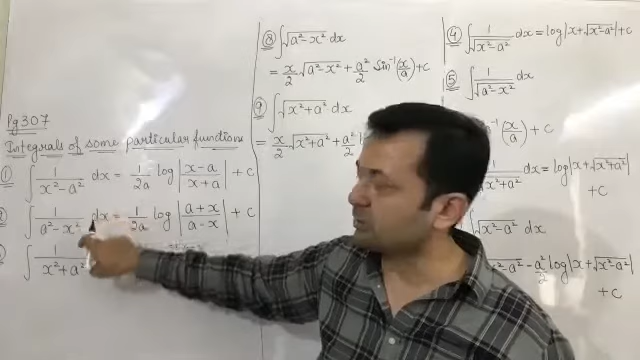 Pg 307
Integrals of some particular functions
① ∫ 1/(x²-a²) dx = 1/2a log |(x-a)/(x+a)| + C
② ∫ 1/(a²-x²) dx = 1/2a log |(a+x)/(a-x)| + C
∫ 1/(x²+a²)
⑧ ∫ √(a²-x²) dx
= x/2 √(a²-x²) + a²/2 sin⁻¹(x/a) + C
⑨ ∫ √(x²+a²) dx
= x/2 √(x²+a²) + a²/2
④ ∫ 1/√(x²-a²) dx = log|x+√(x²-a²)| + C
⑤ ∫ 1/√(a²-x²) dx
(x/a) + C
dx = log|x+√(x²+a²)|
+C
∫ √(x²-a²) dx
√(x²-a²) - a²/2 log|x+√(x²-a²)|
+C